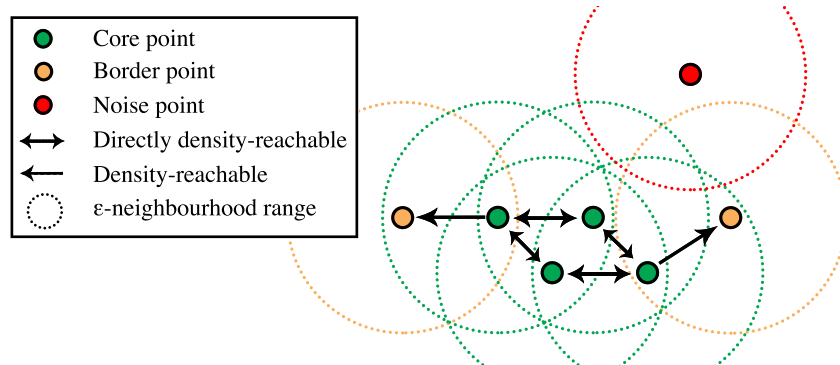 Core point
Border point
Noise point
Directly density-reachable
Density-reachable
ε-neighbourhood range